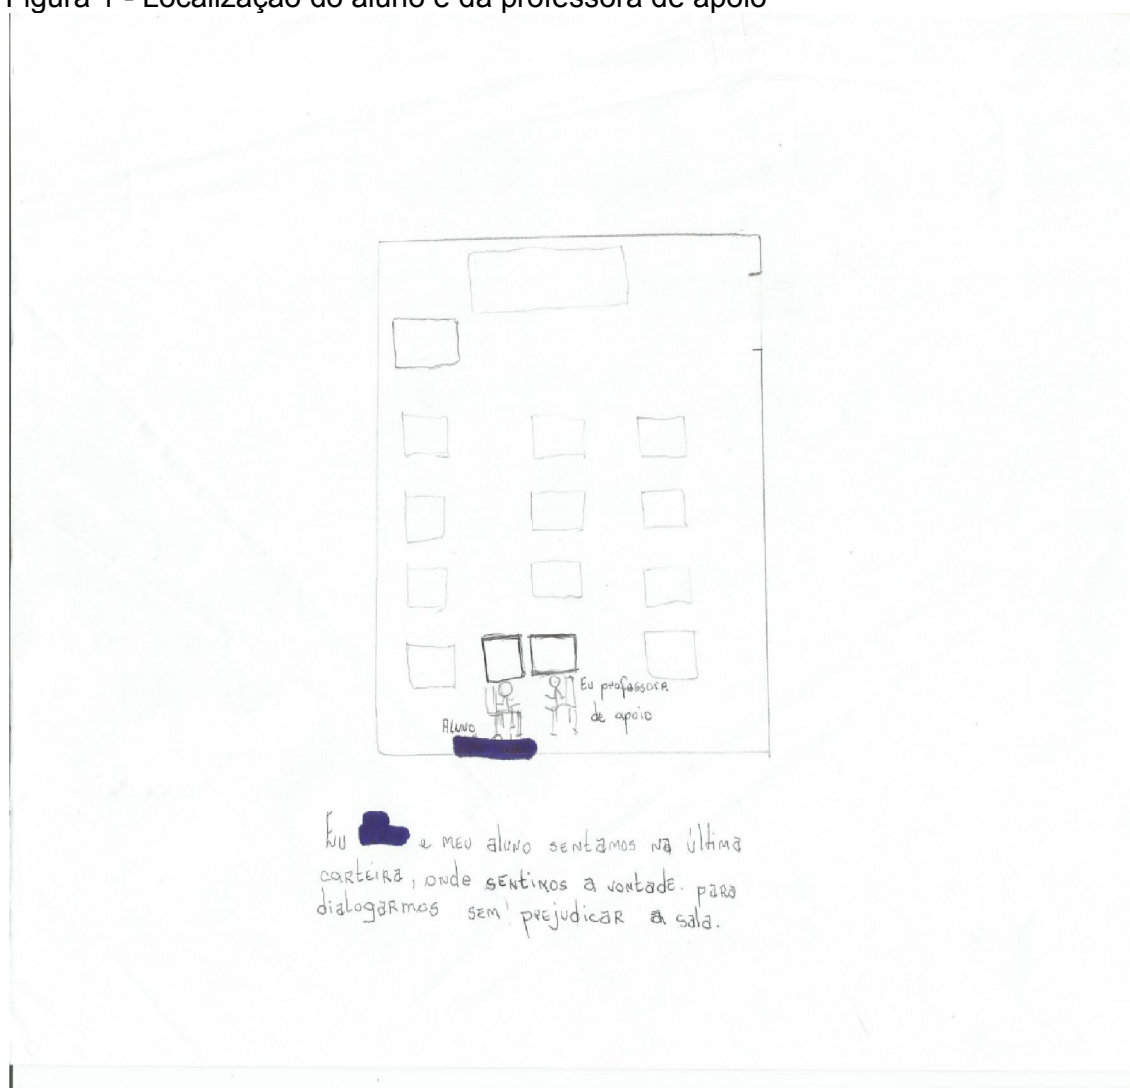 Figura 1 - Localização do aluno e da professora de apoio
Eu professora
de apoio
Aluno
Eu e meu aluno sentamos na última
carteira, onde sentimos a vontade. para
dialogarmos sem prejudicar a sala.